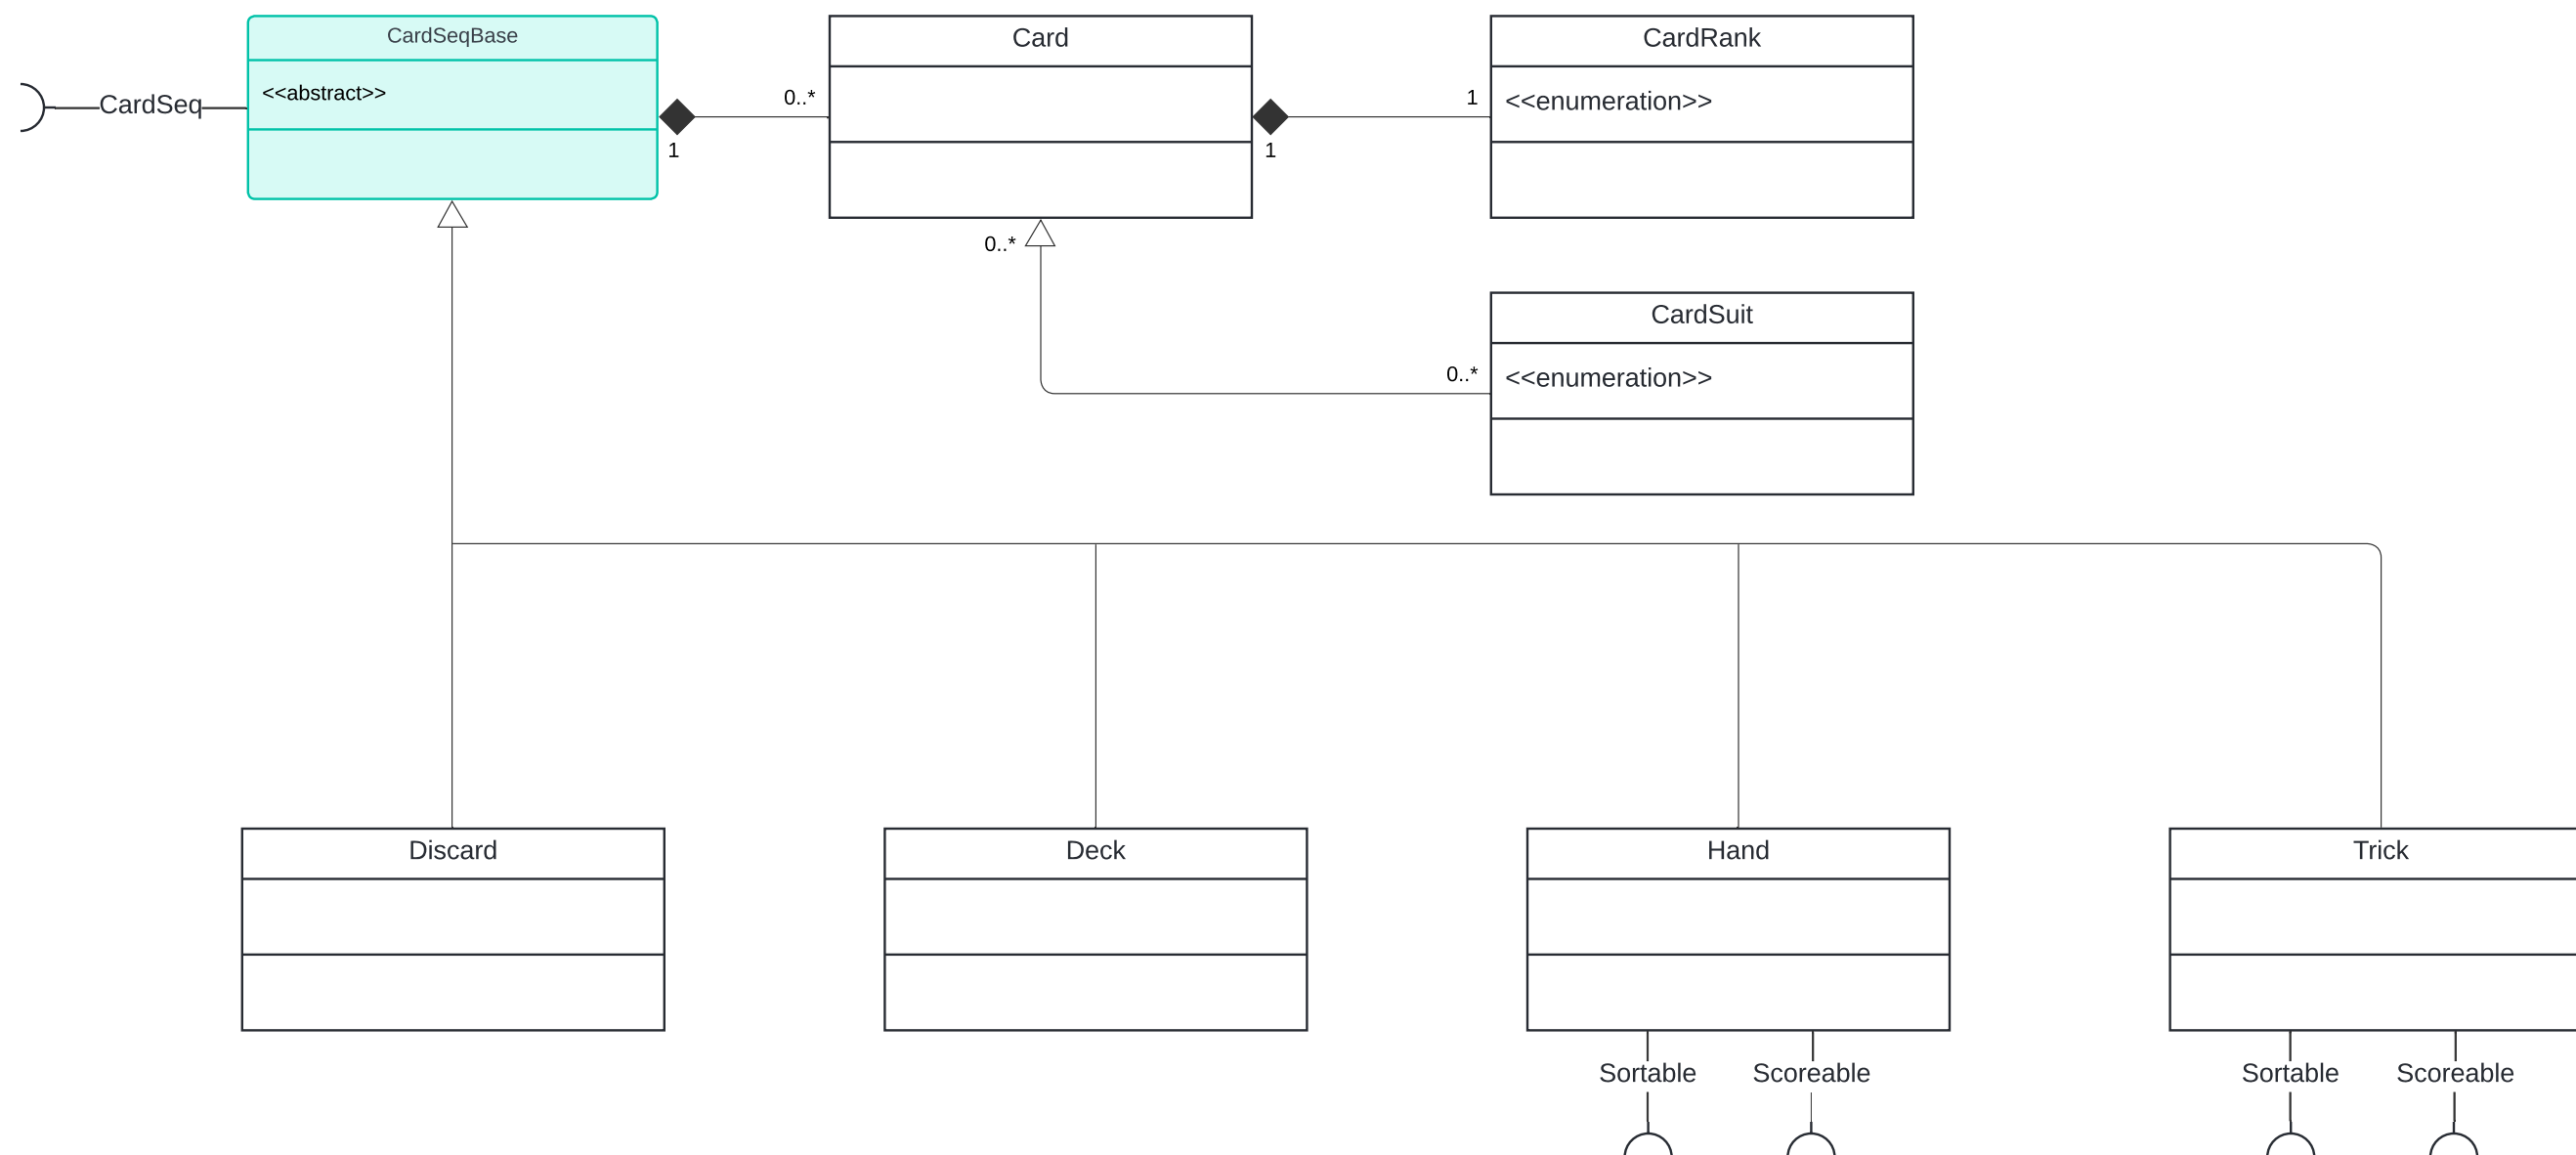 CardSeqBase
Card
CardRank
<<abstract>>
CardSeq
0..*
1
<<enumeration>>
1
1
0..*
CardSuit
0..*
<<enumeration>>
Discard
Deck
Hand
Trick
Sortable
Scoreable
Sortable
Scoreable